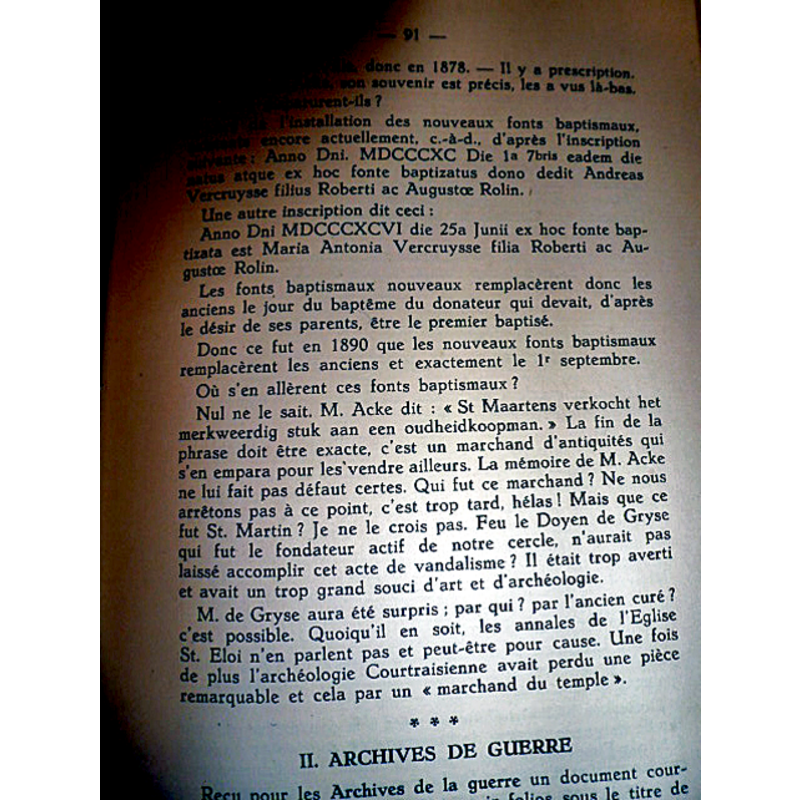 — 91 —
donc en 1878. — Il y a prescription.
son souvenir est précis, les a vus là-bas.
l'installation des nouveaux fonts baptismaux,
encore actuellement, c.-à-d., d'après l'inscription
suivante : Anno Dni. MDCCCXC Die 1a 7bris eadem die
natus atque ex hoc fonte baptizatus dono dedit Andreas
Vercruysse filius Roberti ac Augustœ Rolin.
Une autre inscription dit ceci :
Anno Dni MDCCCXCVI die 25a Junii ex hoc fonte bap-
tizata est Maria Antonia Vercruysse filia Roberti ac Au-
gustœ Rolin.
Les fonts baptismaux nouveaux remplacèrent donc les
anciens le jour du baptême du donateur qui devait, d'après
le désir de ses parents, être le premier baptisé.
Donc ce fut en 1890 que les nouveaux fonts baptismaux
remplacèrent les anciens et exactement le 1r septembre.
Où s'en allèrent ces fonts baptismaux ?
Nul ne le sait. M. Acke dit : « St Maartens verkocht het
merkweerdig stuk aan een oudheidkoopman. » La fin de la
phrase doit être exacte, c'est un marchand d'antiquités qui
s'en empara pour les vendre ailleurs. La mémoire de M. Acke
ne lui fait pas défaut certes. Qui fut ce marchand ? Ne nous
arrêtons pas à ce point, c'est trop tard, hélas ! Mais que ce
fut St. Martin ? Je ne le crois pas. Feu le Doyen de Gryse
qui fut le fondateur actif de notre cercle, n'aurait pas
laissé accomplir cet acte de vandalisme ? Il était trop averti
et avait un trop grand souci d'art et d'archéologie.
M. de Gryse aura été surpris ; par qui ? par l'ancien curé ?
c'est possible. Quoiqu'il en soit, les annales de l'Eglise
St. Eloi n'en parlent pas et peut-être pour cause. Une fois
de plus l'archéologie Courtraisienne avait perdu une pièce
remarquable et cela par un « marchand du temple ».
* * *
II. ARCHIVES DE GUERRE
Reçu pour les Archives de la guerre un document cour-
folios sous le titre de